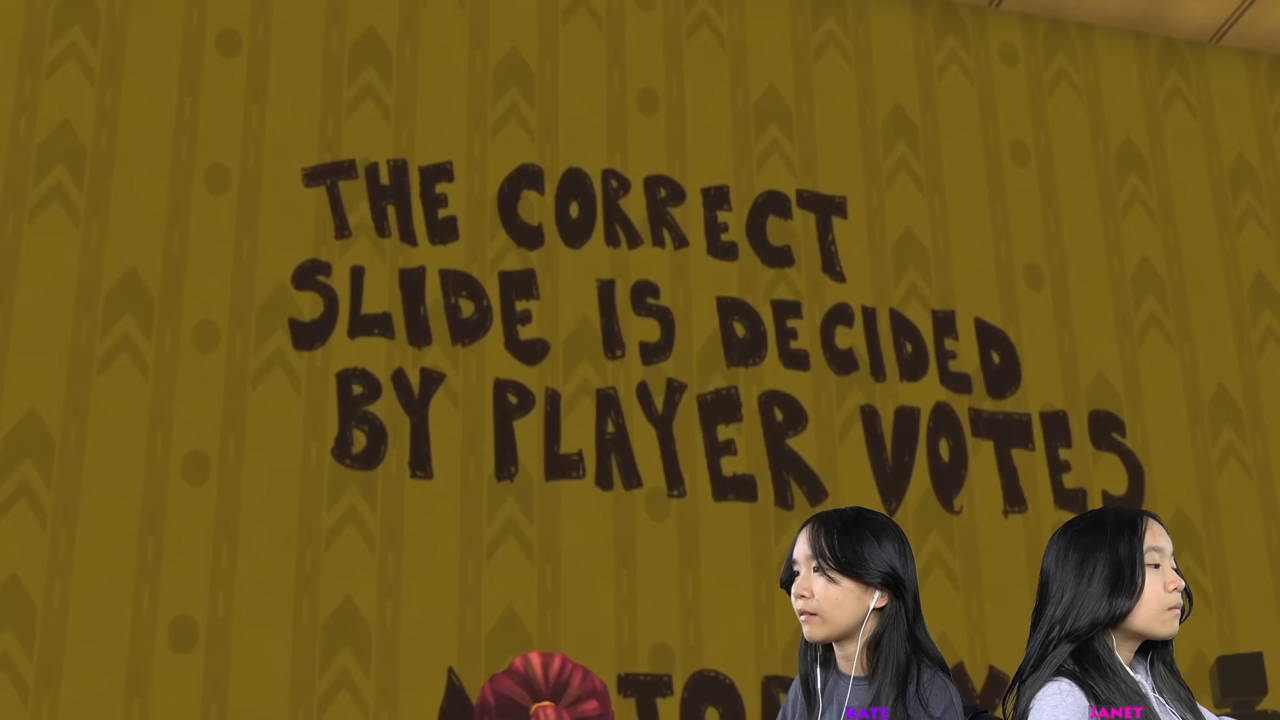 THE CORRECT
SLIDE IS DECIDED
BY PLAYER VOTES
KATE
JANET